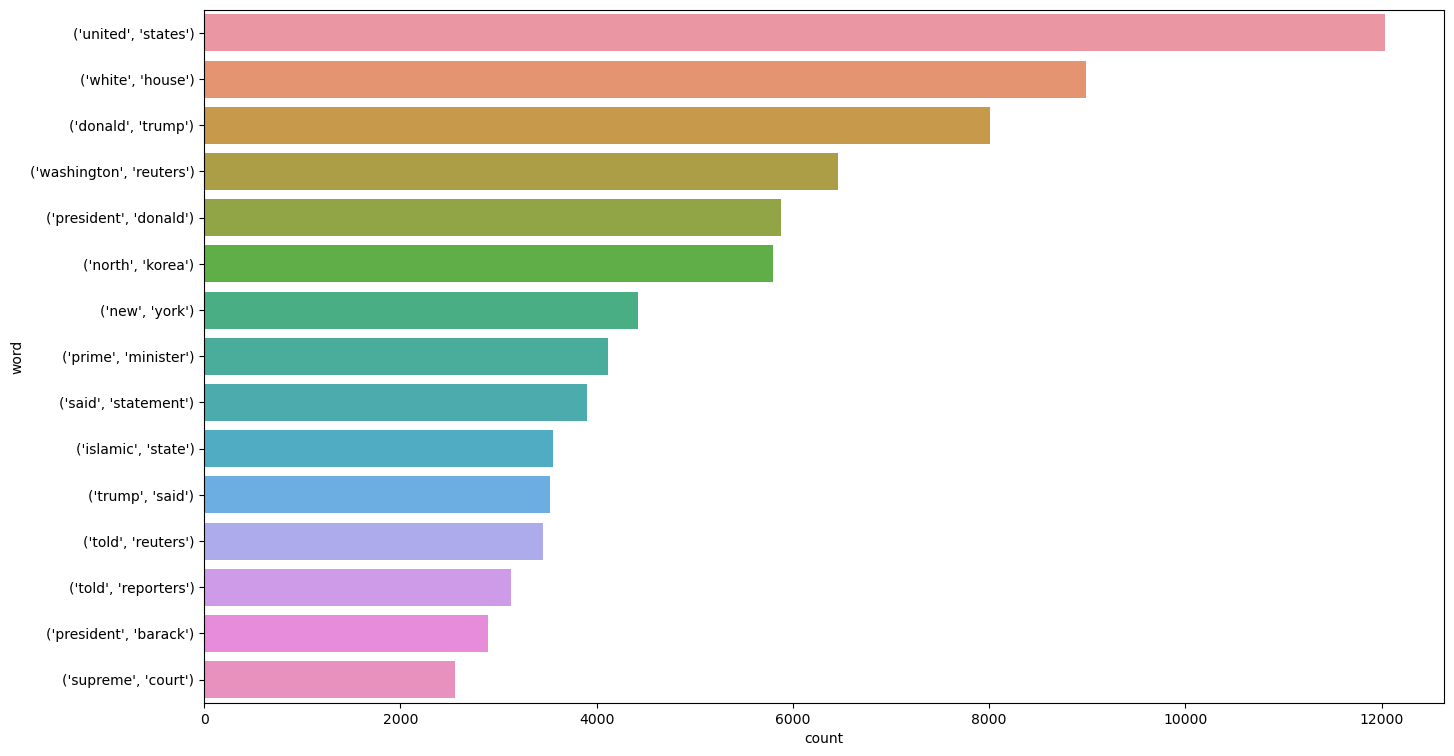 ('united', 'states')
('white', 'house')
('donald', 'trump')
('washington', 'reuters')
('president', 'donald')
('north', 'korea')
('new', 'york')
('prime', 'minister')
('said', 'statement')
('islamic', 'state')
('trump', 'said')
('told', 'reuters')
('told', 'reporters')
('president', 'barack')
('supreme', 'court')
word
0 2000 4000 6000 8000 10000 12000
count